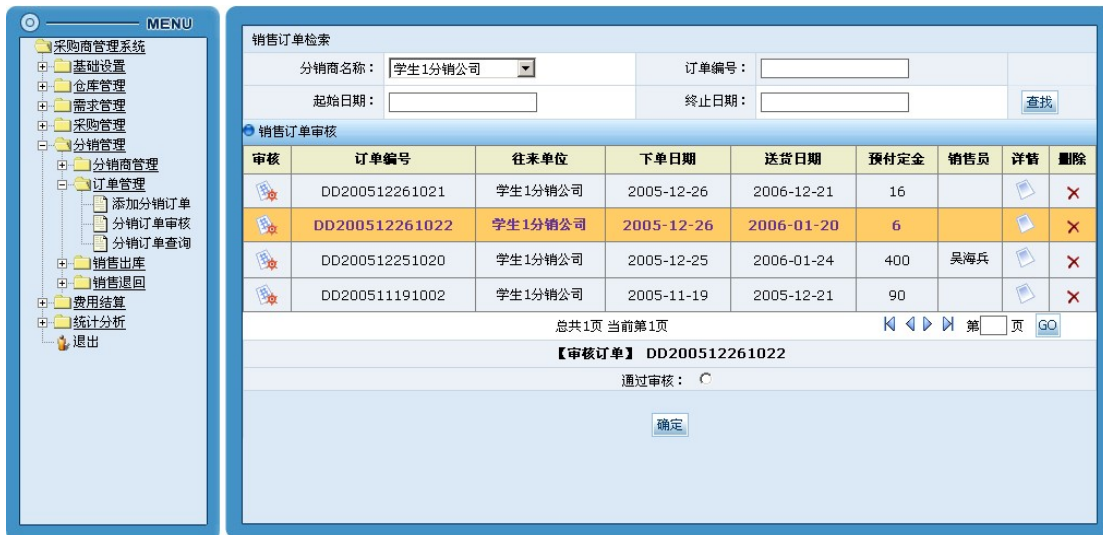 MENU
采购商管理系统
基础设置
仓库管理
需求管理
采购管理
分销管理
分销商管理
订单管理
添加分销订单
分销订单审核
分销订单查询
销售出库
销售退回
费用结算
统计分析
退出
销售订单检索
分销商名称： 学生1分销公司 订单编号：
起始日期： 终止日期： 查找
销售订单审核
审核 订单编号 往来单位 下单日期 送货日期 预付定金 销售员 详情 删除
DD200512261021 学生1分销公司 2005-12-26 2006-12-21 16
DD200512261022 学生1分销公司 2005-12-26 2006-01-20 6
DD200512251020 学生1分销公司 2005-12-25 2006-01-24 400 吴海兵
DD200511191002 学生1分销公司 2005-11-19 2005-12-21 90
总共1页 当前第1页 第 页 GO
【审核订单】 DD200512261022
通过审核：
确定